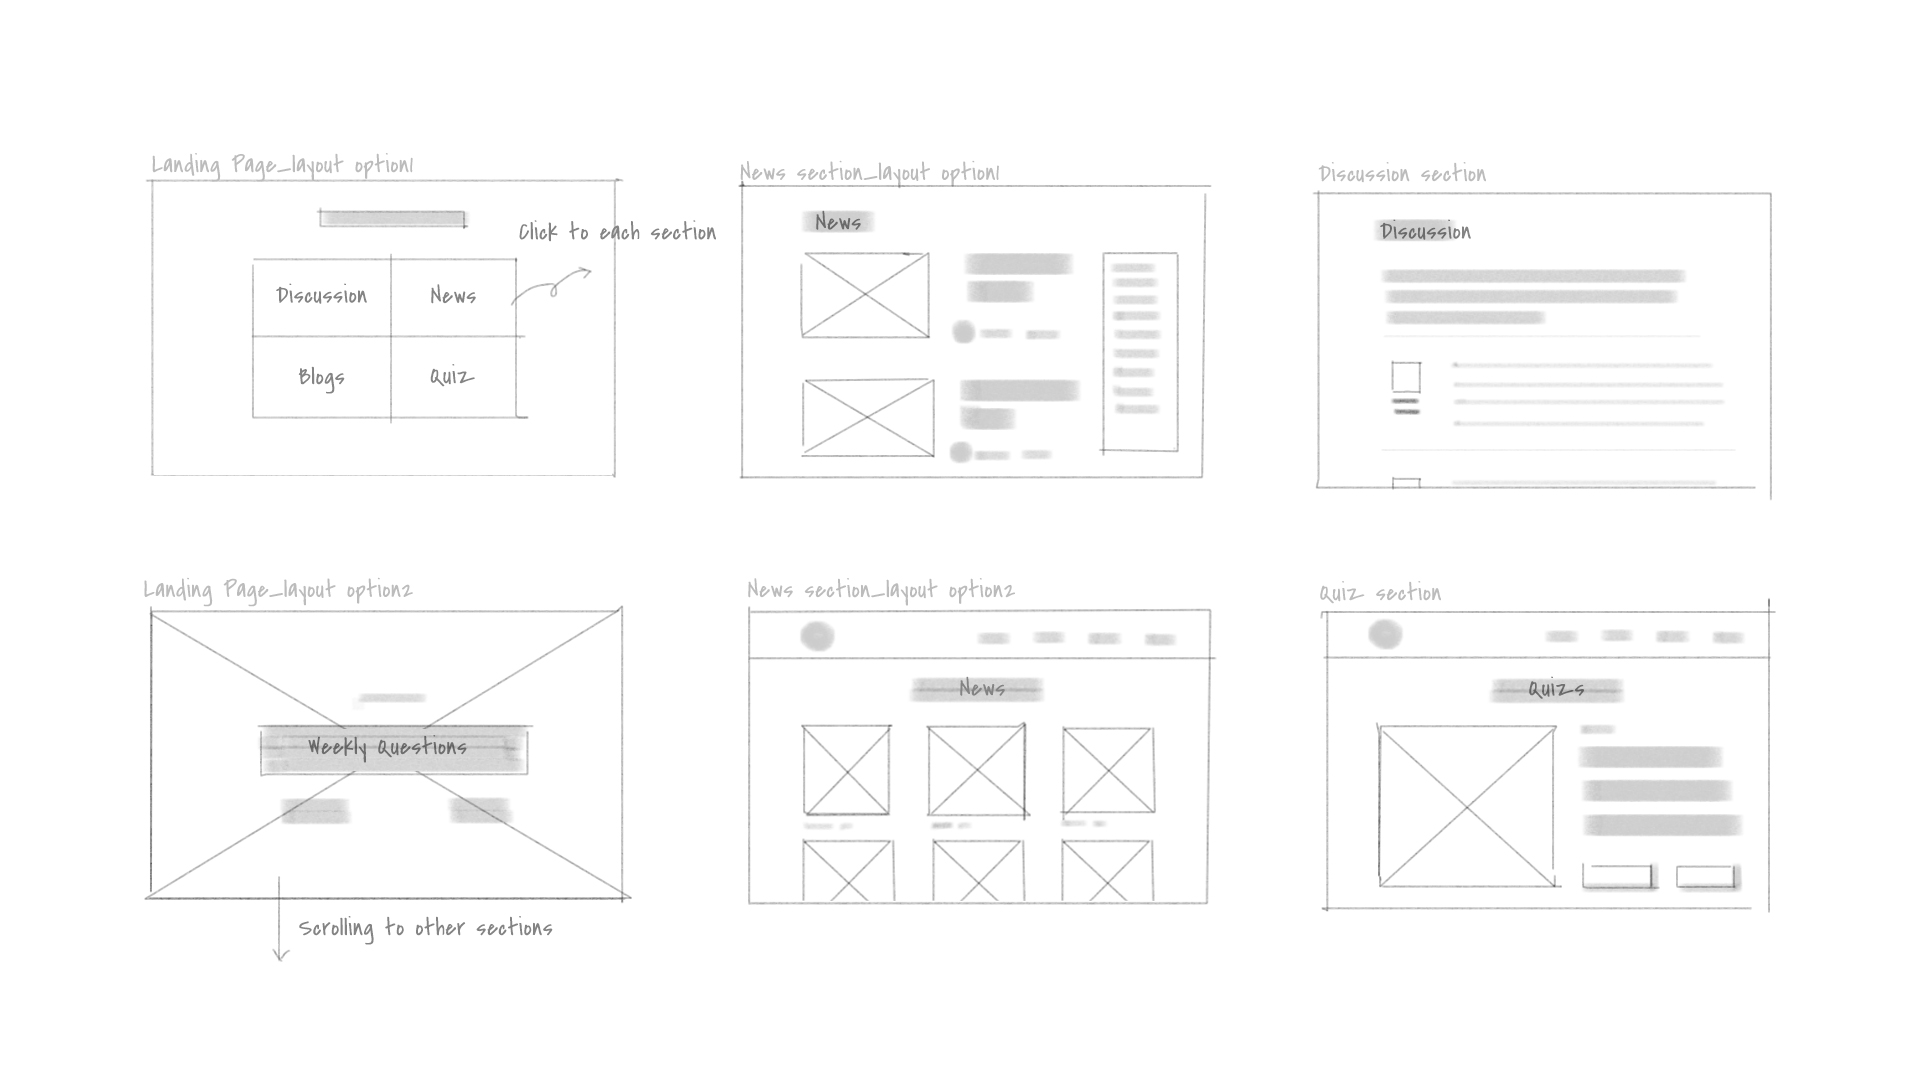 Landing Page_layout option1
Click to each section
Discussion
News
Blogs
Quiz
News section_layout option1
News
Discussion section
Discussion
Landing Page_layout option2
Weekly Questions
Scrolling to other sections
News section_layout option2
News
Quiz section
Quizs